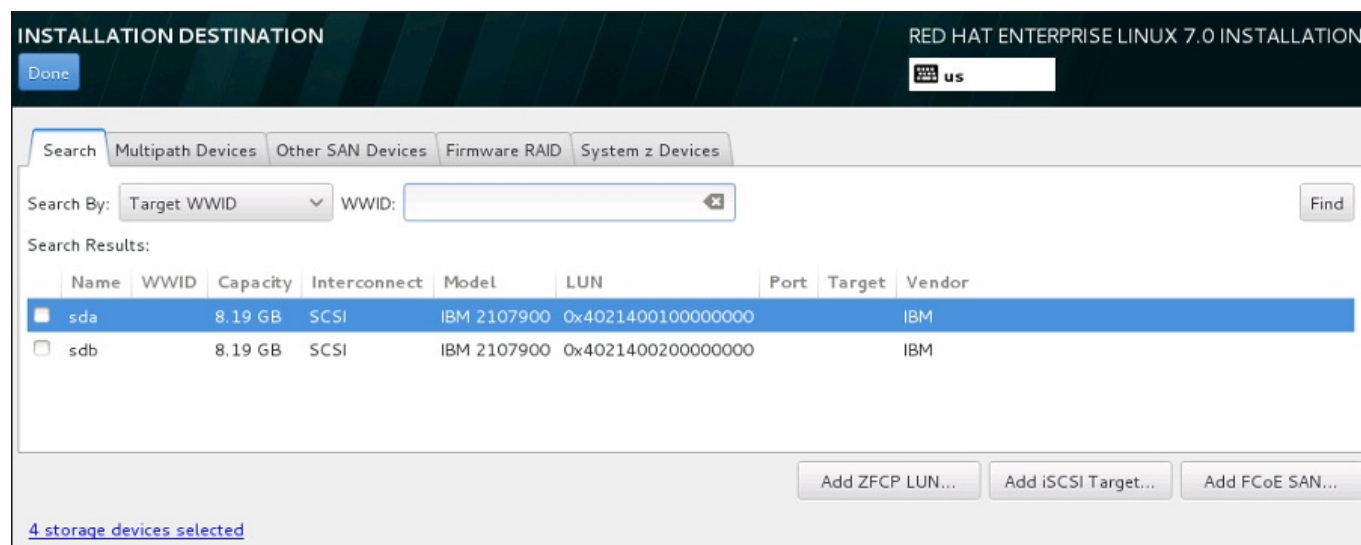 INSTALLATION DESTINATION
RED HAT ENTERPRISE LINUX 7.0 INSTALLATION
Done
us
Search Multipath Devices Other SAN Devices Firmware RAID System z Devices
Search By: Target WWID WWID: Find
Search Results:
Name WWID Capacity Interconnect Model LUN Port Target Vendor
sda 8.19 GB SCSI IBM 2107900 0x4021400100000000 IBM
sdb 8.19 GB SCSI IBM 2107900 0x4021400200000000 IBM
Add ZFCP LUN... Add iSCSI Target... Add FCoE SAN...
4 storage devices selected